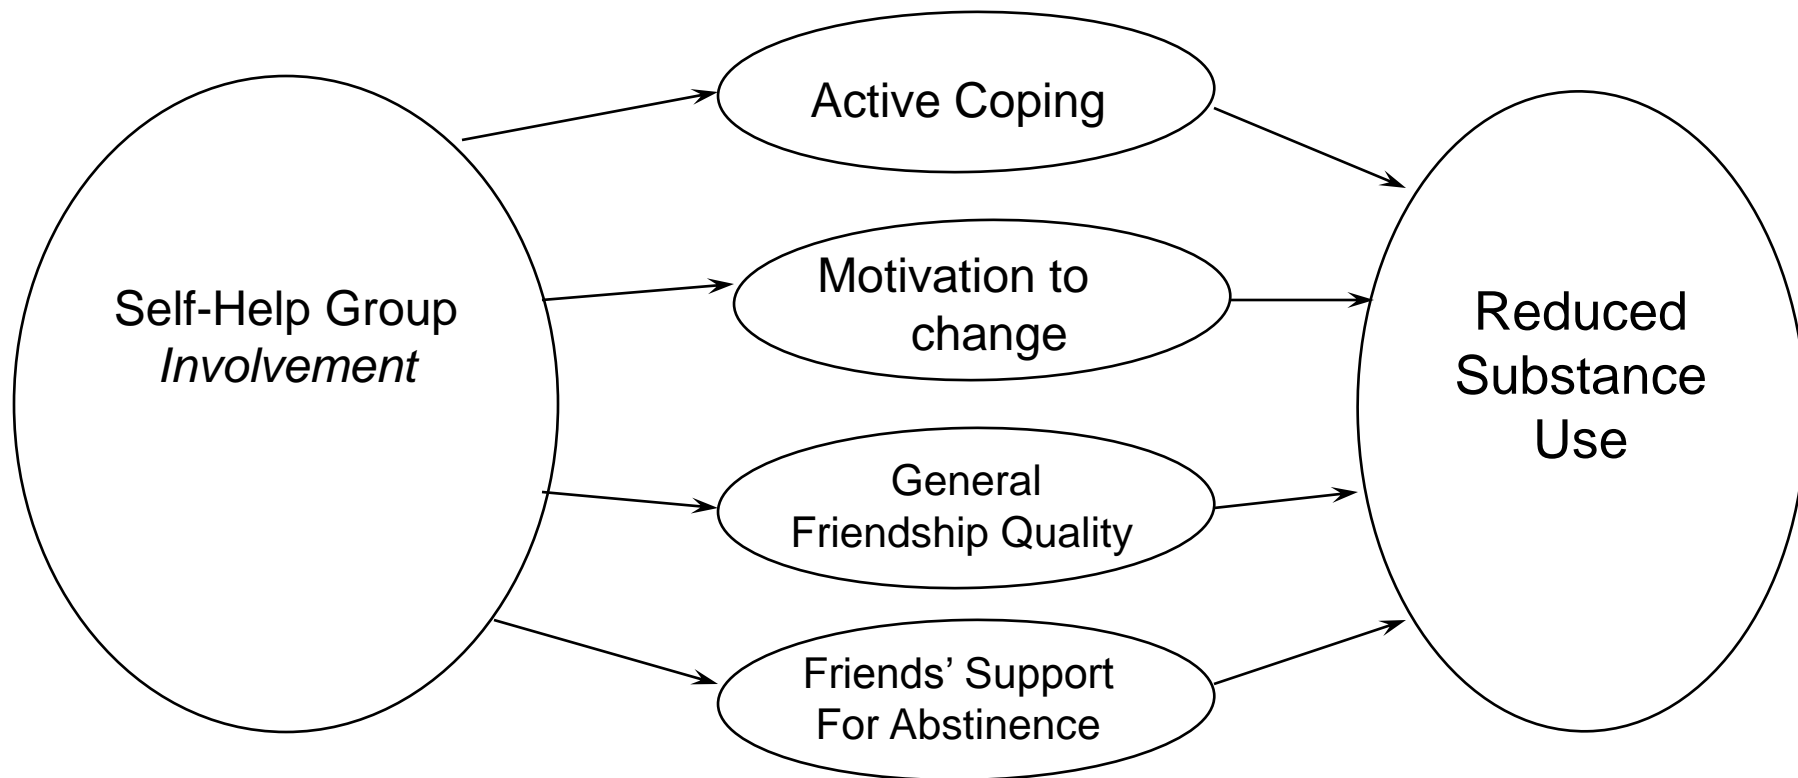 Self-Help Group
Involvement
Active Coping
Motivation to
change
General
Friendship Quality
Friends’ Support
For Abstinence
Reduced
Substance
Use